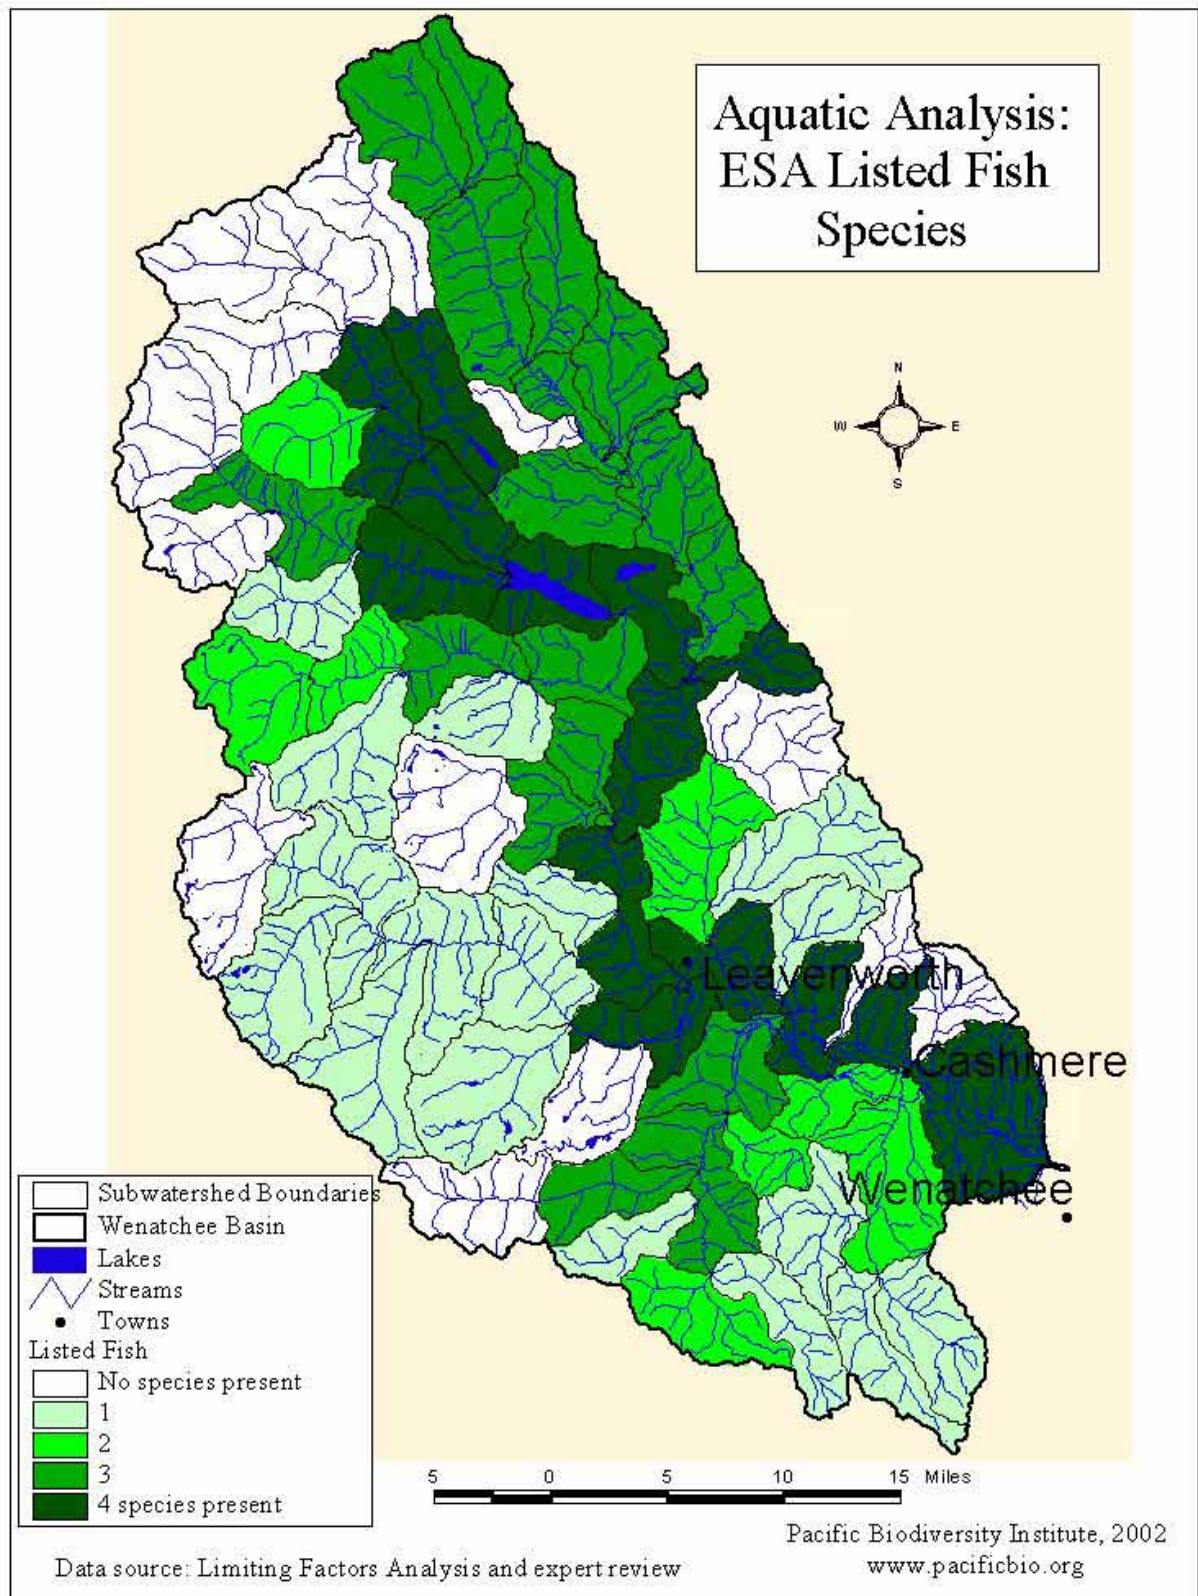 Aquatic Analysis:
ESA Listed Fish
Species
N
W
E
S
Leavenworth
Cashmere
Wenatchee
Subwatershed Boundaries
Wenatchee Basin
Lakes
Streams
Towns
Listed Fish
No species present
1
2
3
4 species present
5 0 5 10 15 Miles
Pacific Biodiversity Institute, 2002
Data source: Limiting Factors Analysis and expert review
www.pacificbio.org